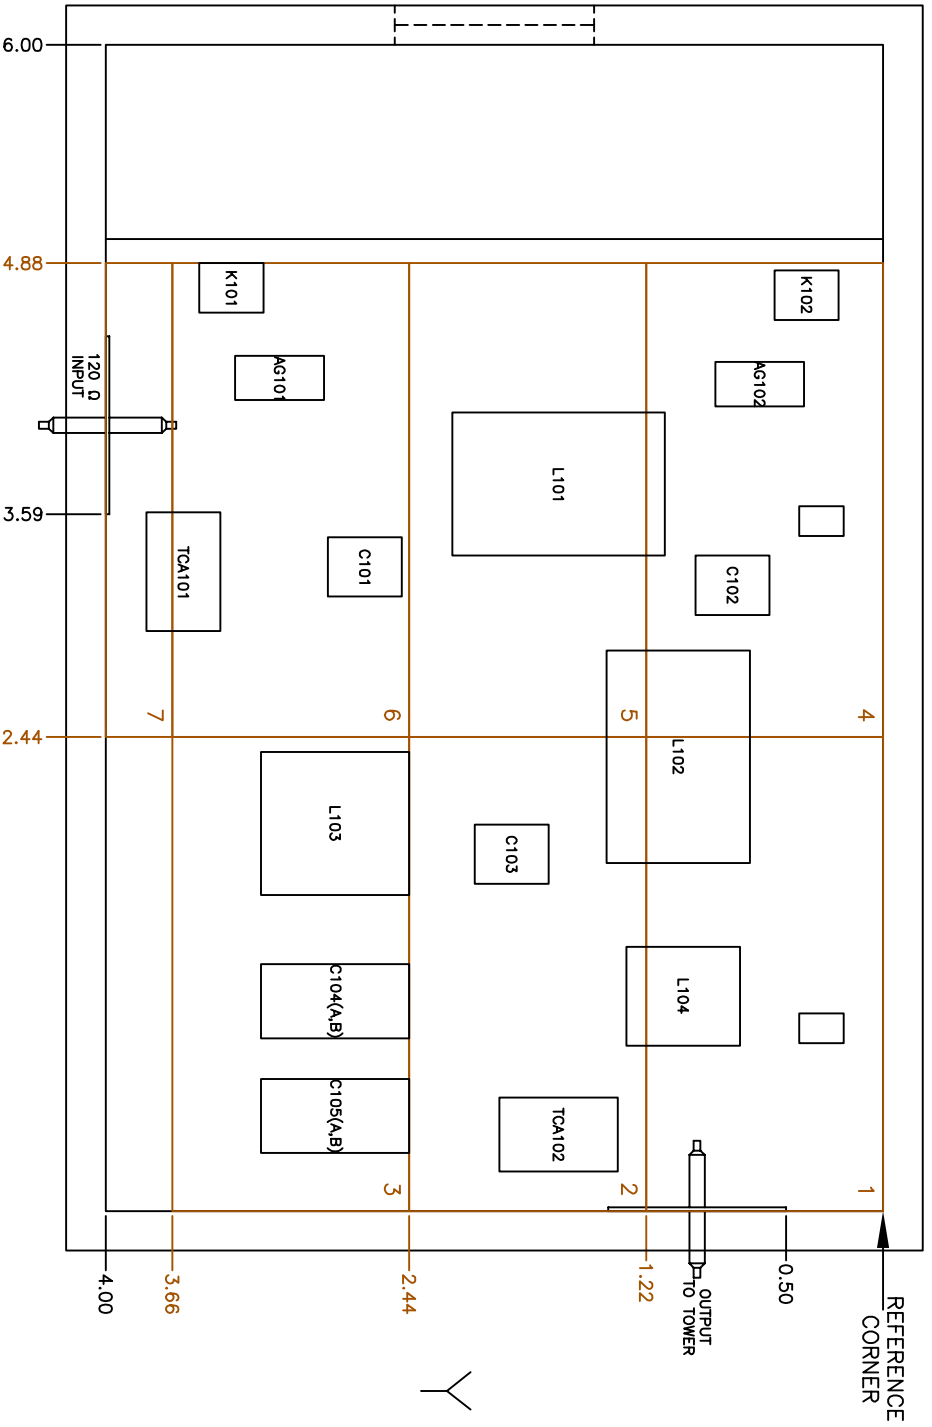 REFERENCE
CORNER
0.50
1.22
2.44
3.66
4.00
OUTPUT
TO TOWER
1
2
3
4
5
6
7
K102
AG102
C102
L104
L102
L101
TCA102
C103
C101
L103
C104(A,B)
C105(A,B)
AG101
K101
TCA101
120 Ω
INPUT
6.00
4.88
3.59
2.44